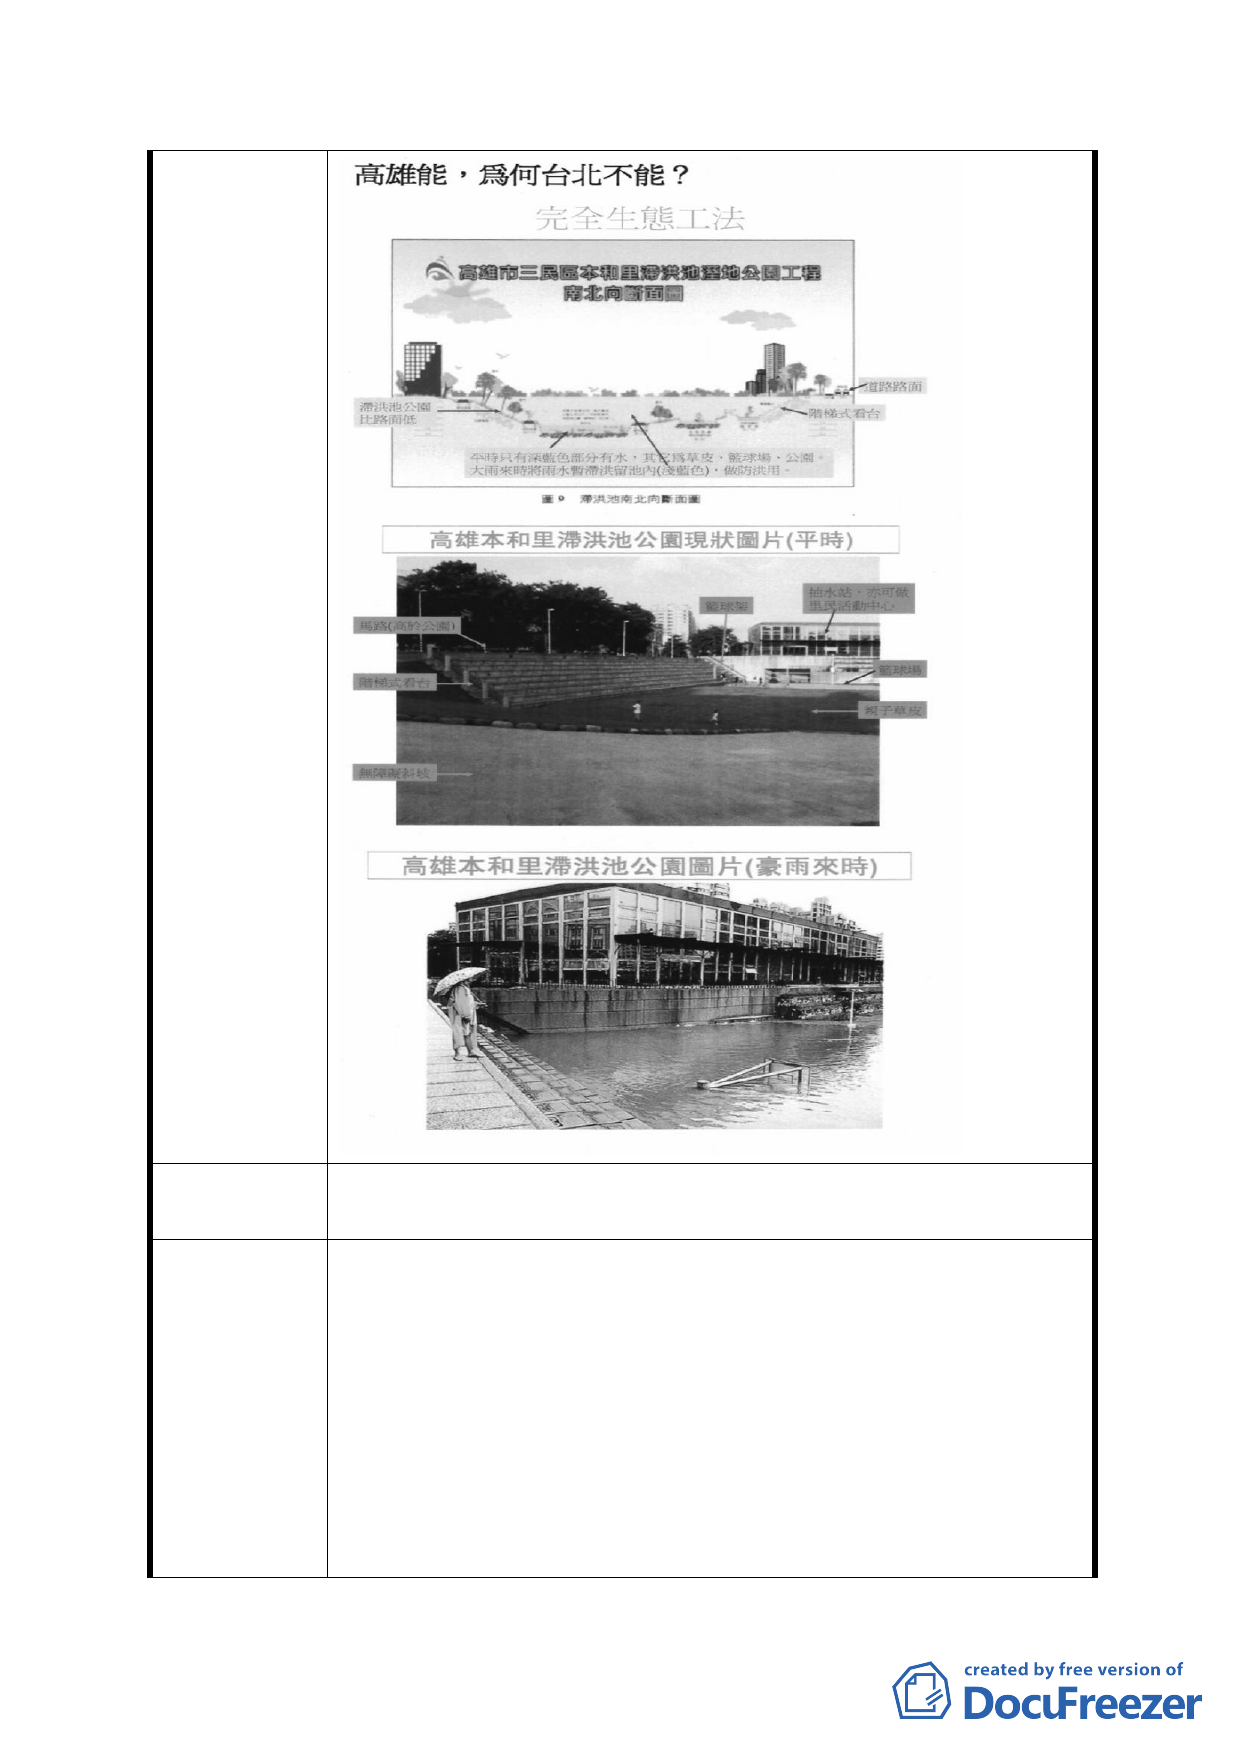 高雄能，為何台北不能？
完全生態工法
高雄市三民區本和里滯洪池溼地公園工程
南北向斷面圖
道路路面
滯洪池公園
比路面低
階梯式看台
平時只有深藍色部分有水，其它為草皮、籃球場、公園。
大雨來時將雨水暫滯洪留池內(淺藍色)，做防洪用。
圖 9　滯洪池南北向斷面圖
高雄本和里滯洪池公園現狀圖片(平時)
籃球架
抽水站，亦可做
里民活動中心
馬路(高於公園)
籃球場
階梯式看台
親子草皮
無障礙斜坡
高雄本和里滯洪池公園圖片(豪雨來時)
created by free version of
DocuFreezer